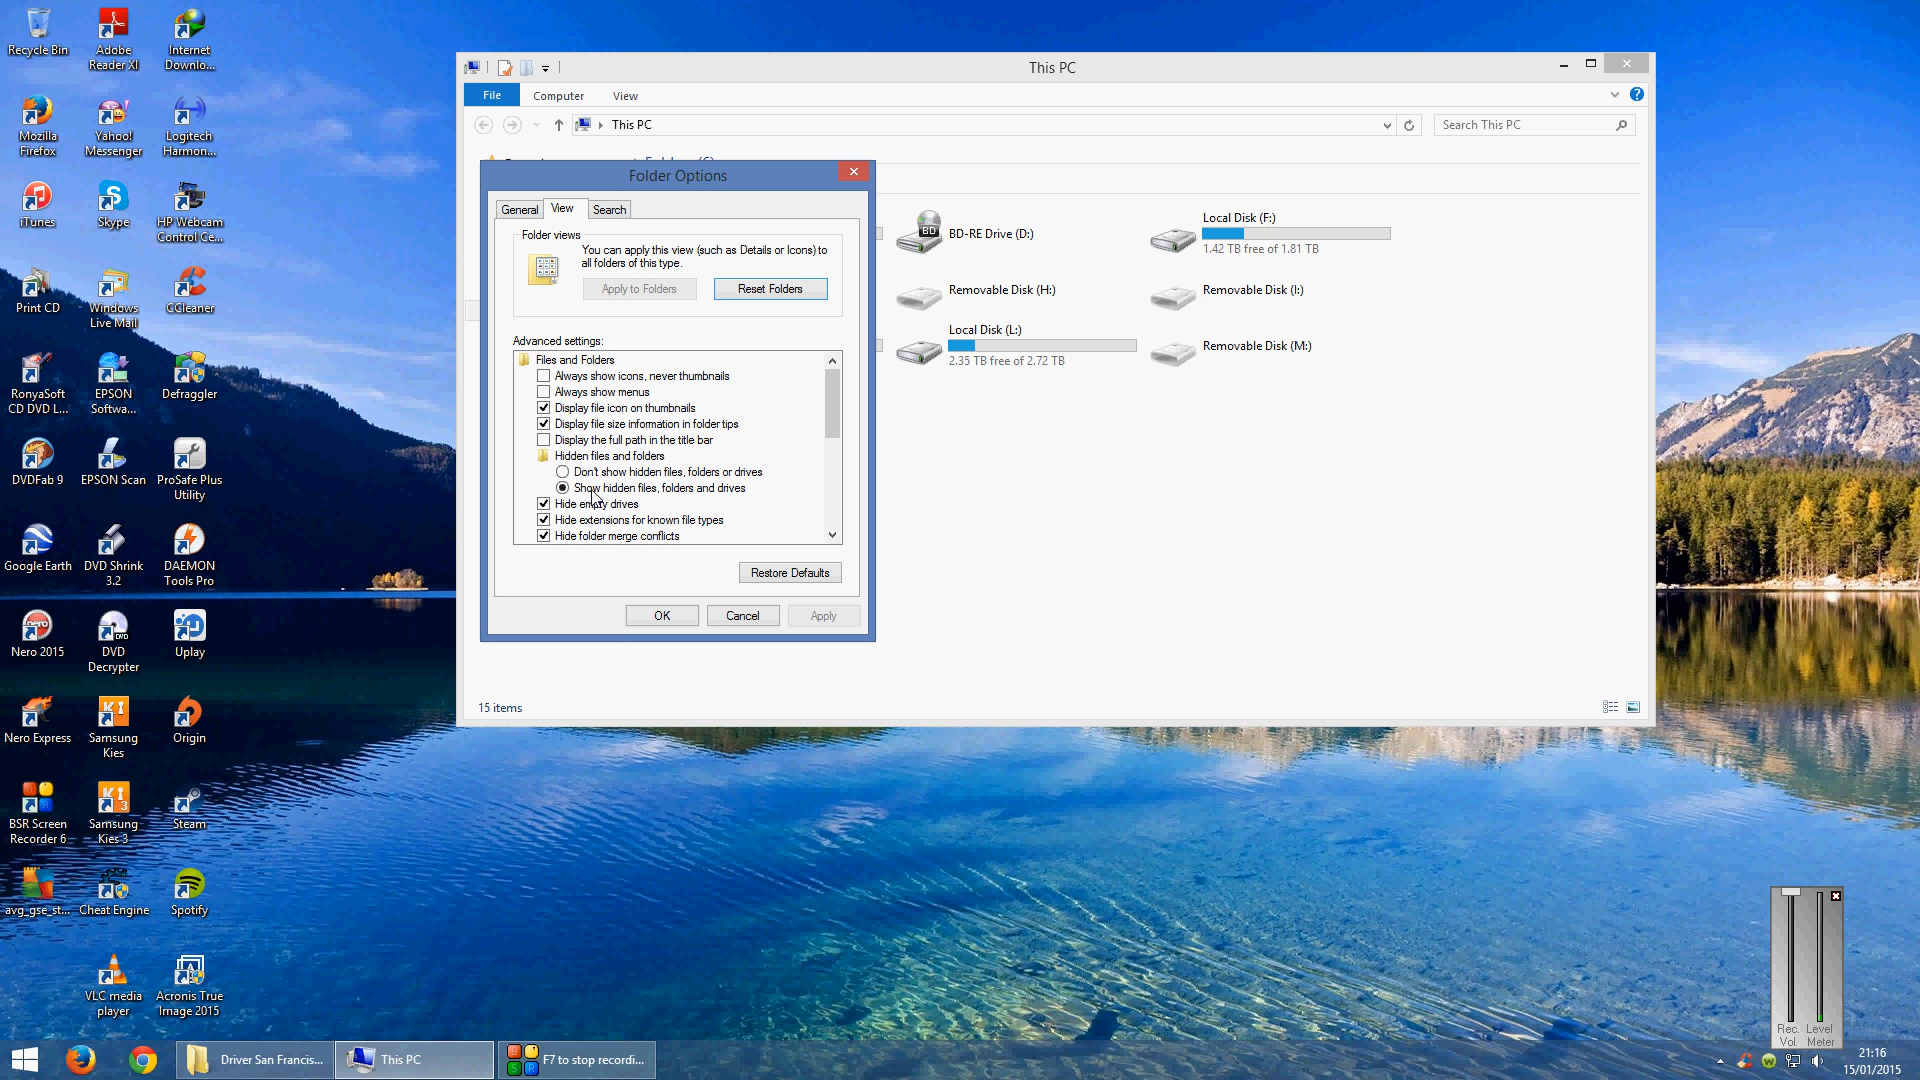 Recycle Bin
Adobe
Reader XI
Internet
Downlo...
Mozilla
Firefox
Yahoo!
Messenger
Logitech
Harmon...
iTunes
Skype
HP Webcam
Control Ce...
Print CD
Windows
Live Mail
CCleaner
RonyaSoft
CD DVD L...
EPSON
Softwa...
Defraggler
DVDFab 9
EPSON Scan
ProSafe Plus
Utility
Google Earth
DVD Shrink
3.2
DAEMON
Tools Pro
Nero 2015
DVD
Decrypter
Uplay
Nero Express
Samsung
Kies
Origin
BSR Screen
Recorder 6
Samsung
Kies 3
Steam
avg_gse_st...
Cheat Engine
Spotify
VLC media
player
Acronis True
Image 2015
This PC
File
Computer
View
This PC
Search This PC
Folder Options
General
View
Search
Folder views
You can apply this view (such as Details or Icons) to
all folders of this type.
Apply to Folders
Reset Folders
Advanced settings:
Files and Folders
Always show icons, never thumbnails
Always show menus
Display file icon on thumbnails
Display file size information in folder tips
Display the full path in the title bar
Hidden files and folders
Don't show hidden files, folders or drives
Show hidden files, folders and drives
Hide empty drives
Hide extensions for known file types
Hide folder merge conflicts
Restore Defaults
OK
Cancel
Apply
BD
BD-RE Drive (D:)
Local Disk (F:)
1.42 TB free of 1.81 TB
Removable Disk (H:)
Removable Disk (I:)
Local Disk (L:)
2.35 TB free of 2.72 TB
Removable Disk (M:)
15 items
Rec. Level
Vol. Meter
Driver San Francis...
This PC
F7 to stop recordi...
21:16
15/01/2015